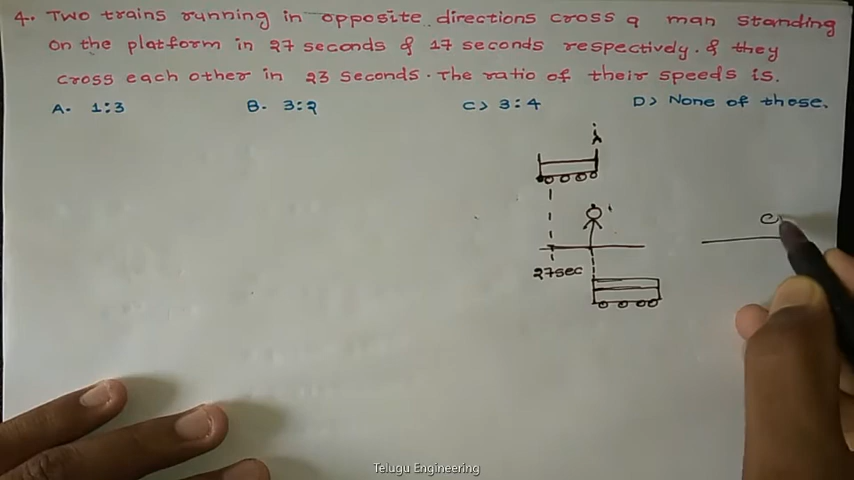 4. Two trains running in opposite directions cross a man standing
on the platform in 27 seconds & 17 seconds respectively. & they
cross each other in 23 seconds. The ratio of their speeds is.
A. 1:3 B. 3:2 C> 3:4 D> None of these.
27sec
Telugu Engineering